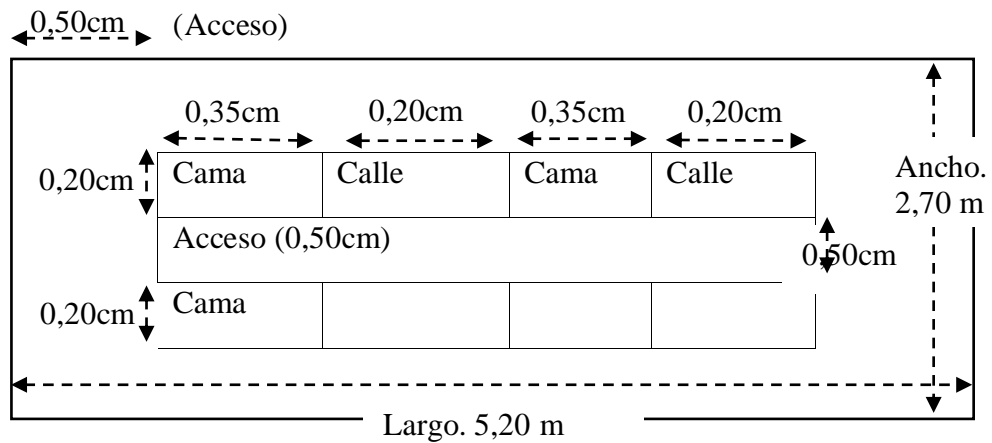 0,50cm (Acceso)
0,35cm 0,20cm 0,35cm 0,20cm
0,20cm Cama Calle Cama Calle
Ancho.
2,70 m
Acceso (0,50cm) 0,50cm
0,20cm Cama
Largo. 5,20 m